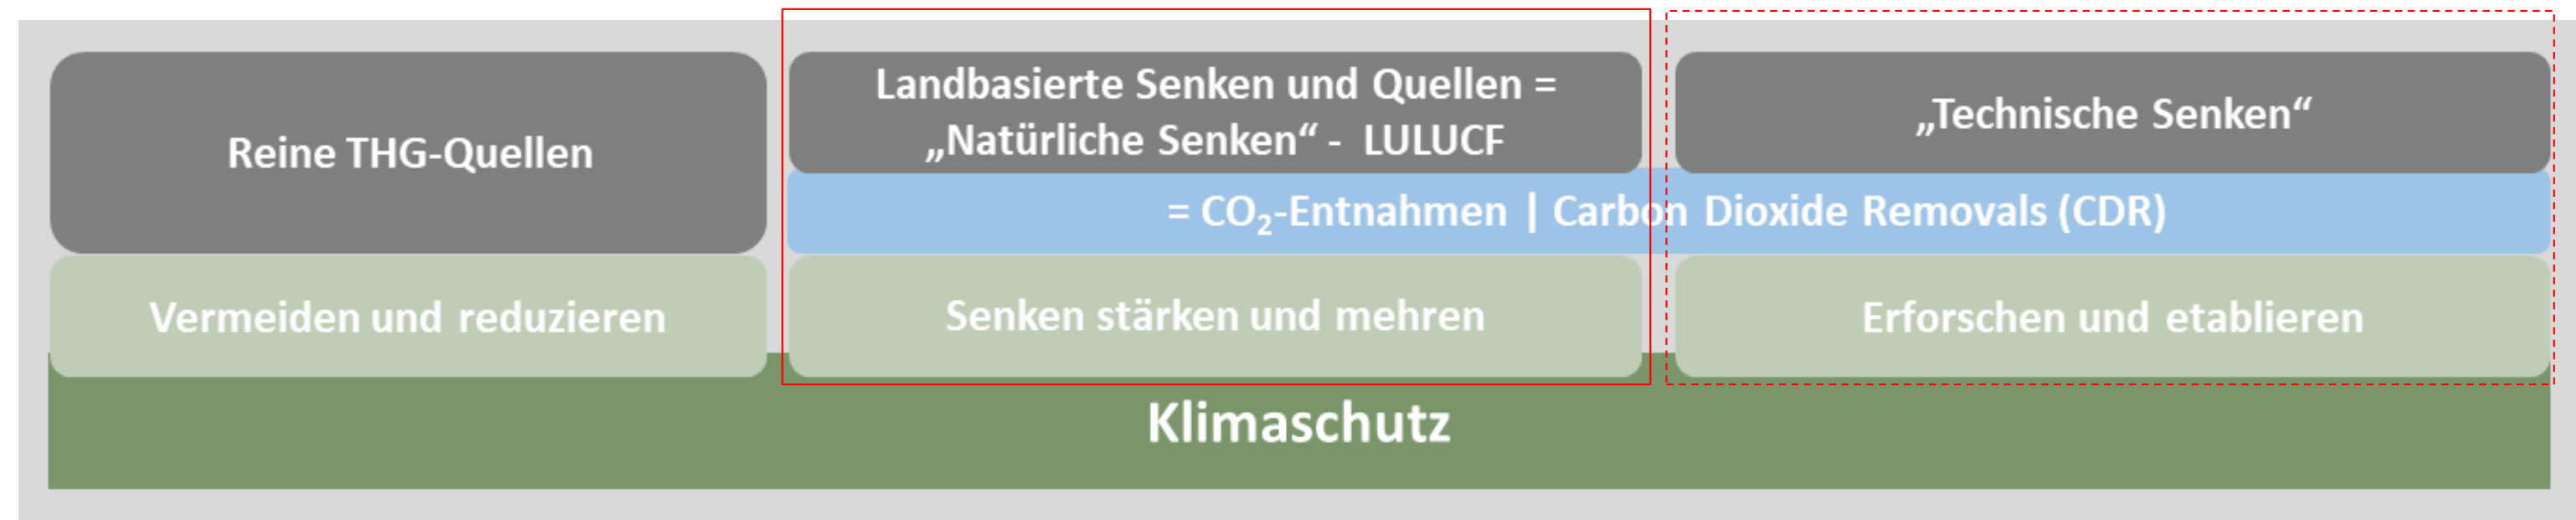 Reine THG-Quellen
Landbasierte Senken und Quellen =
„Natürliche Senken“ - LULUCF
„Technische Senken“
= CO₂-Entnahmen | Carbon Dioxide Removals (CDR)
Vermeiden und reduzieren
Senken stärken und mehren
Erforschen und etablieren
Klimaschutz